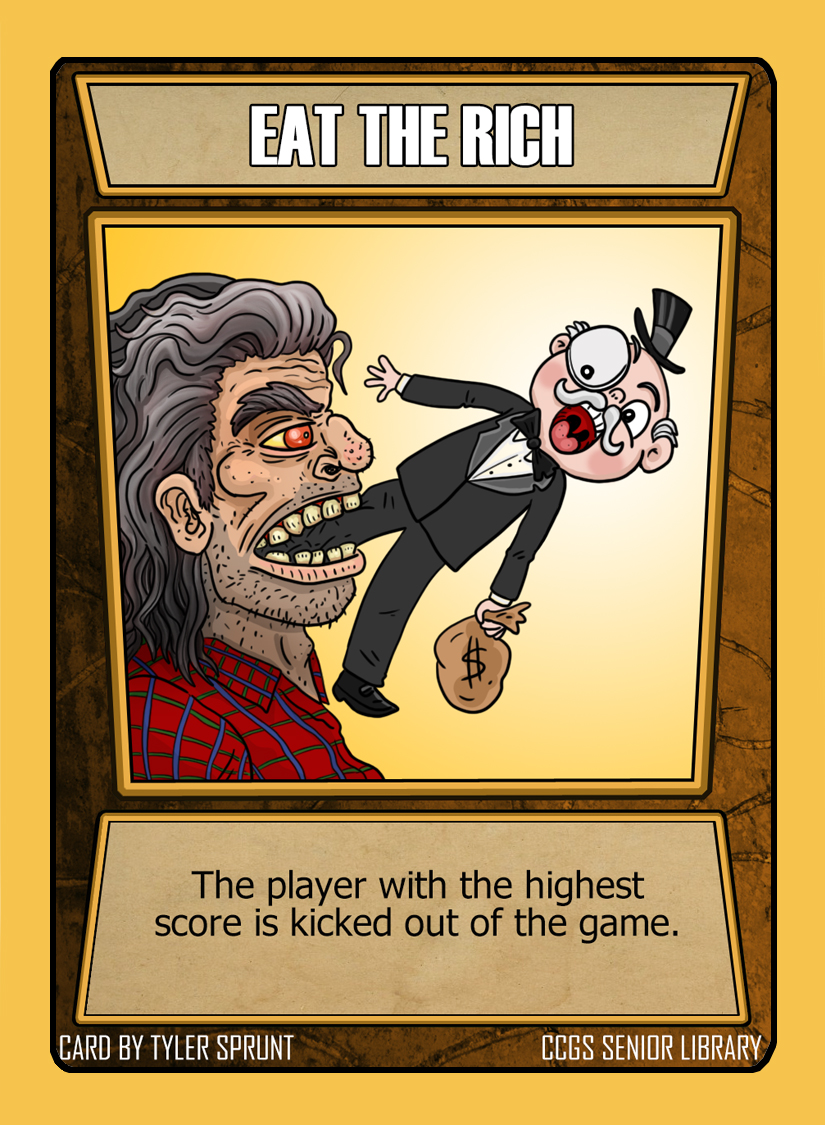 EAT THE RICH
$
The player with the highest
score is kicked out of the game.
CARD BY TYLER SPRUNT
CCGS SENIOR LIBRARY